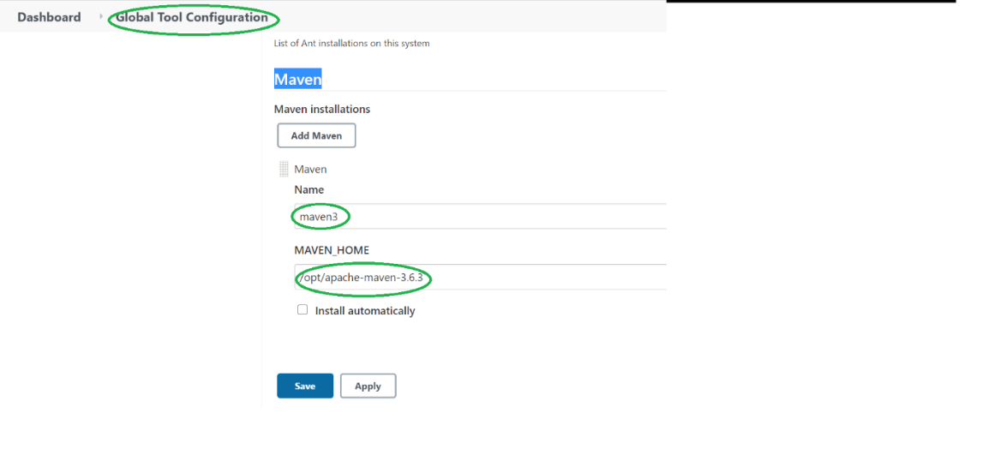 Dashboard Global Tool Configuration
List of Ant installations on this system
Maven
Maven installations
Add Maven
Maven
Name
maven3
MAVEN_HOME
/opt/apache-maven-3.6.3
Install automatically
Save Apply